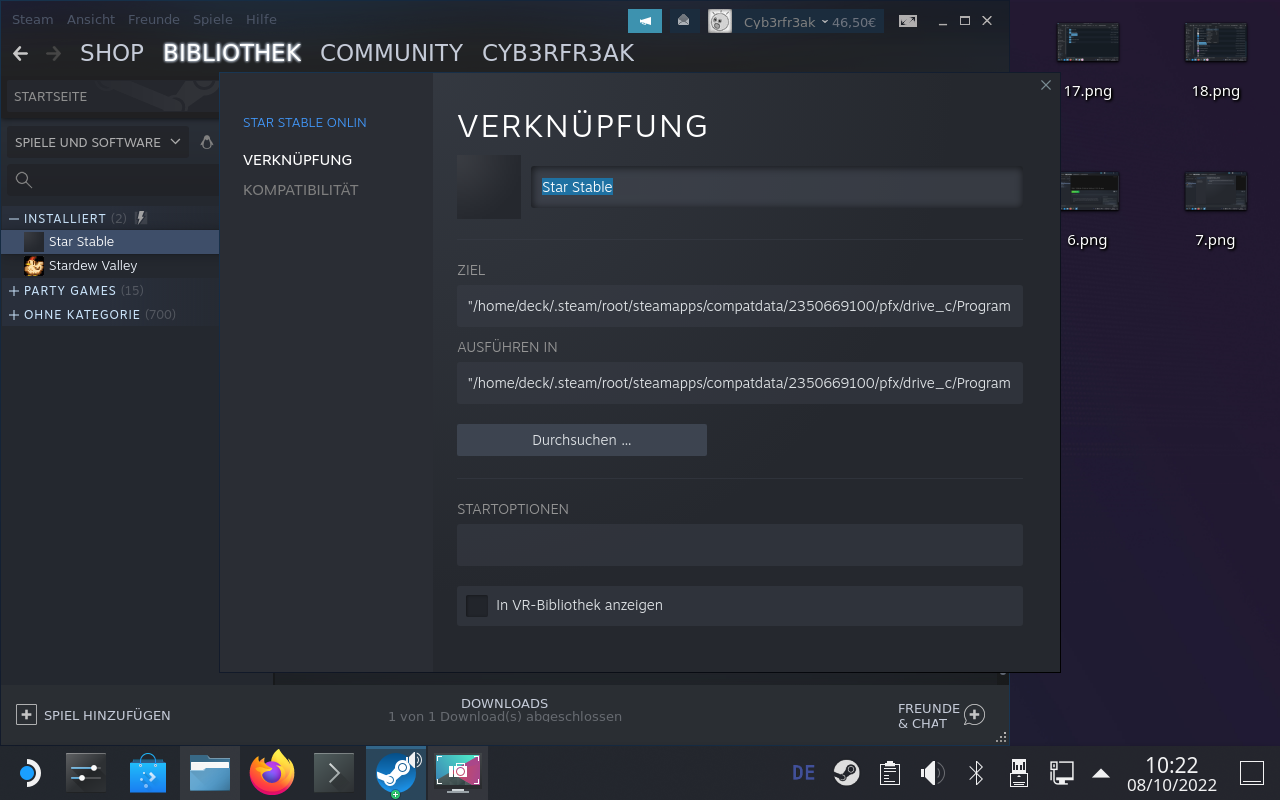 Steam Ansicht Freunde Spiele Hilfe
Cyb3rfr3ak 46,50€
SHOP BIBLIOTHEK COMMUNITY CYB3RFR3AK
STARTSEITE
SPIELE UND SOFTWARE
INSTALLIERT (2)
Star Stable
Stardew Valley
PARTY GAMES (15)
OHNE KATEGORIE (700)
STAR STABLE ONLIN
VERKNÜPFUNG
KOMPATIBILITÄT
VERKNÜPFUNG
Star Stable
ZIEL
"/home/deck/.steam/root/steamapps/compatdata/2350669100/pfx/drive_c/Program
AUSFÜHREN IN
"/home/deck/.steam/root/steamapps/compatdata/2350669100/pfx/drive_c/Program
Durchsuchen ...
STARTOPTIONEN
In VR-Bibliothek anzeigen
17.png 18.png
6.png 7.png
SPIEL HINZUFÜGEN
DOWNLOADS
1 von 1 Download(s) abgeschlossen
FREUNDE
& CHAT
DE
10:22
08/10/2022